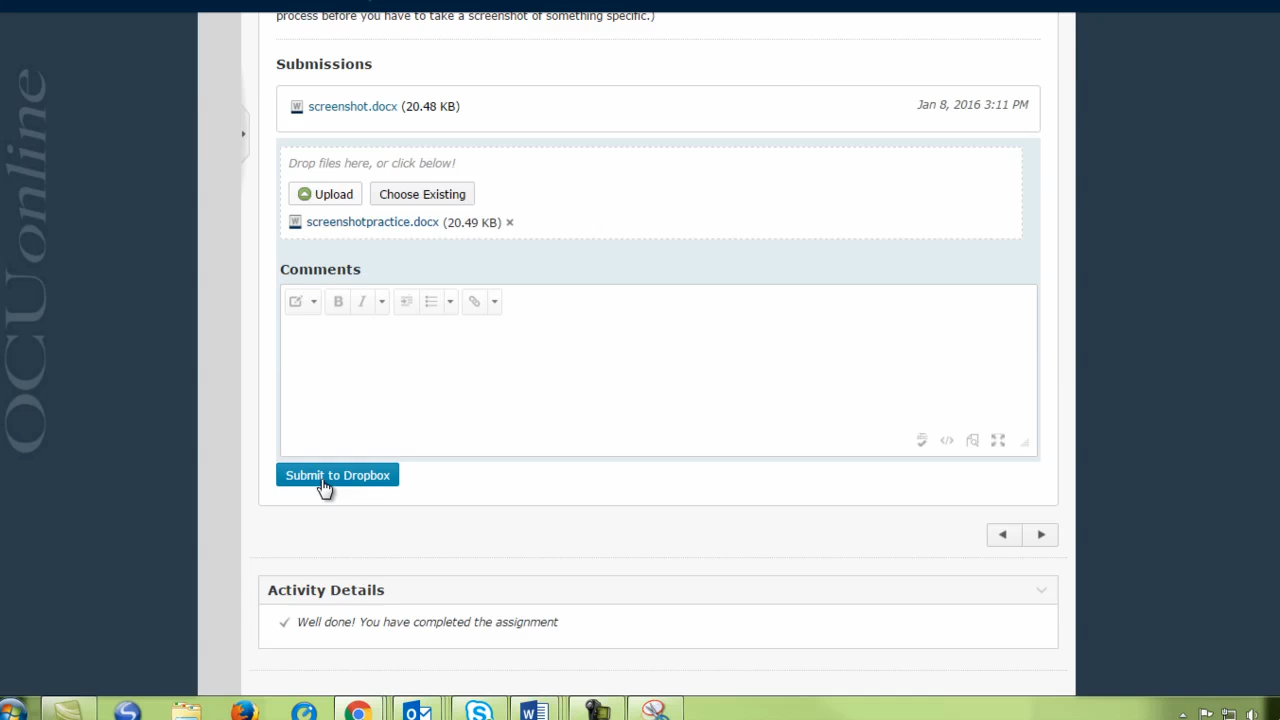 process before you have to take a screenshot of something specific.)
Submissions
screenshot.docx (20.48 KB)
Jan 8, 2016 3:11 PM
Drop files here, or click below!
Upload
Choose Existing
screenshotpractice.docx (20.49 KB) ×
Comments
B I
Submit to Dropbox
Activity Details
Well done! You have completed the assignment
OCUonline